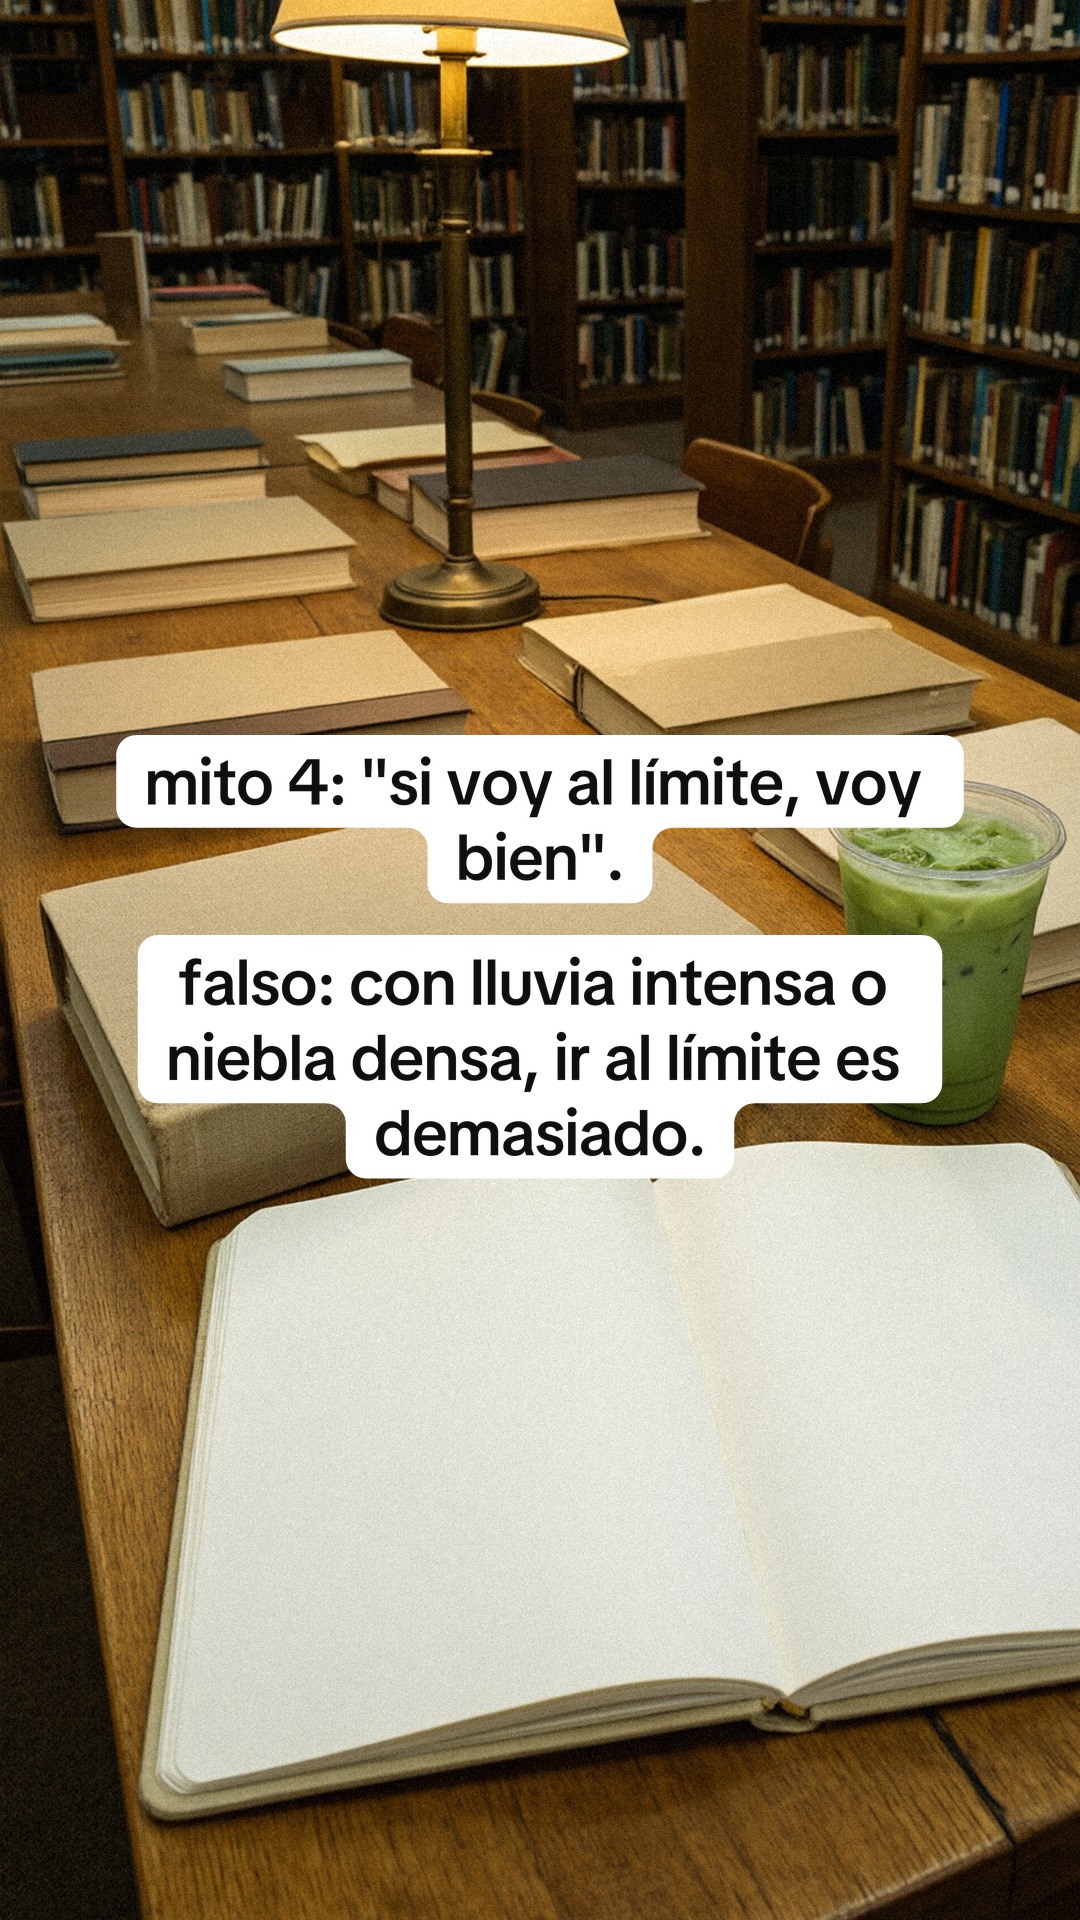 mito 4: "si voy al límite, voy
bien".
falso: con lluvia intensa o
niebla densa, ir al límite es
demasiado.